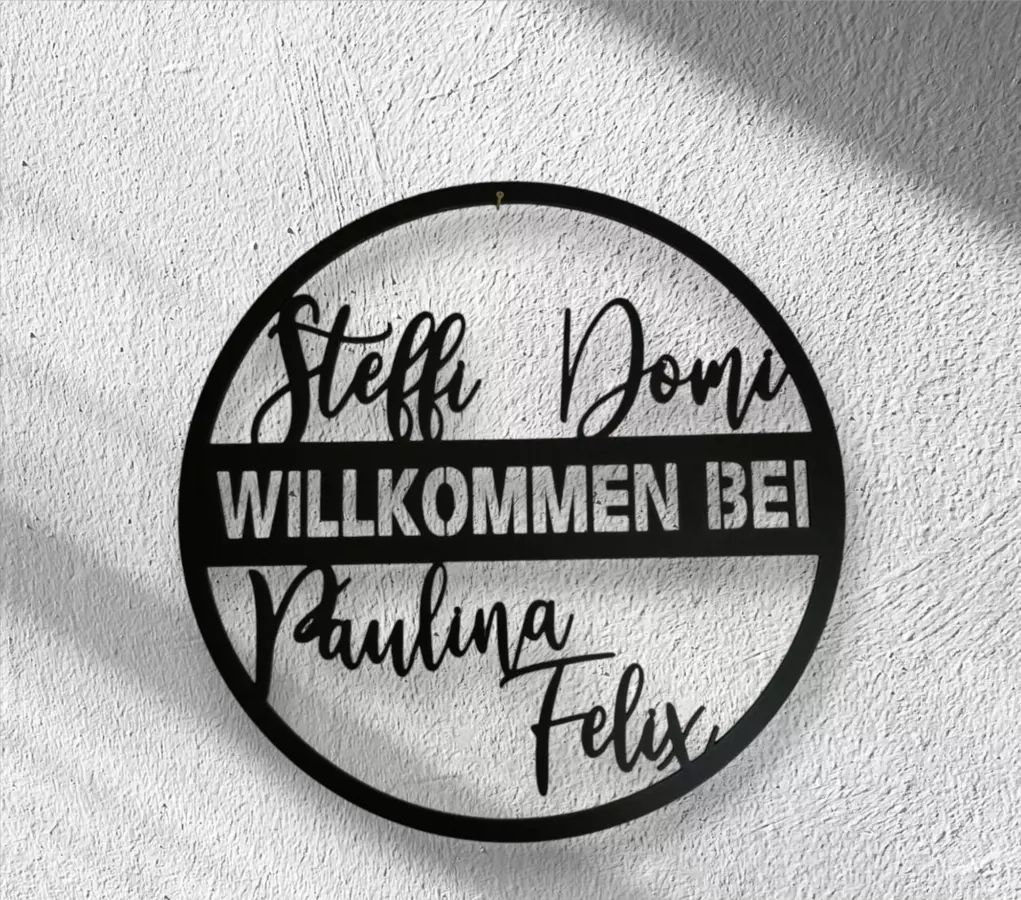 Steffi Domi
WILLKOMMEN BEI
Paulina
Felix